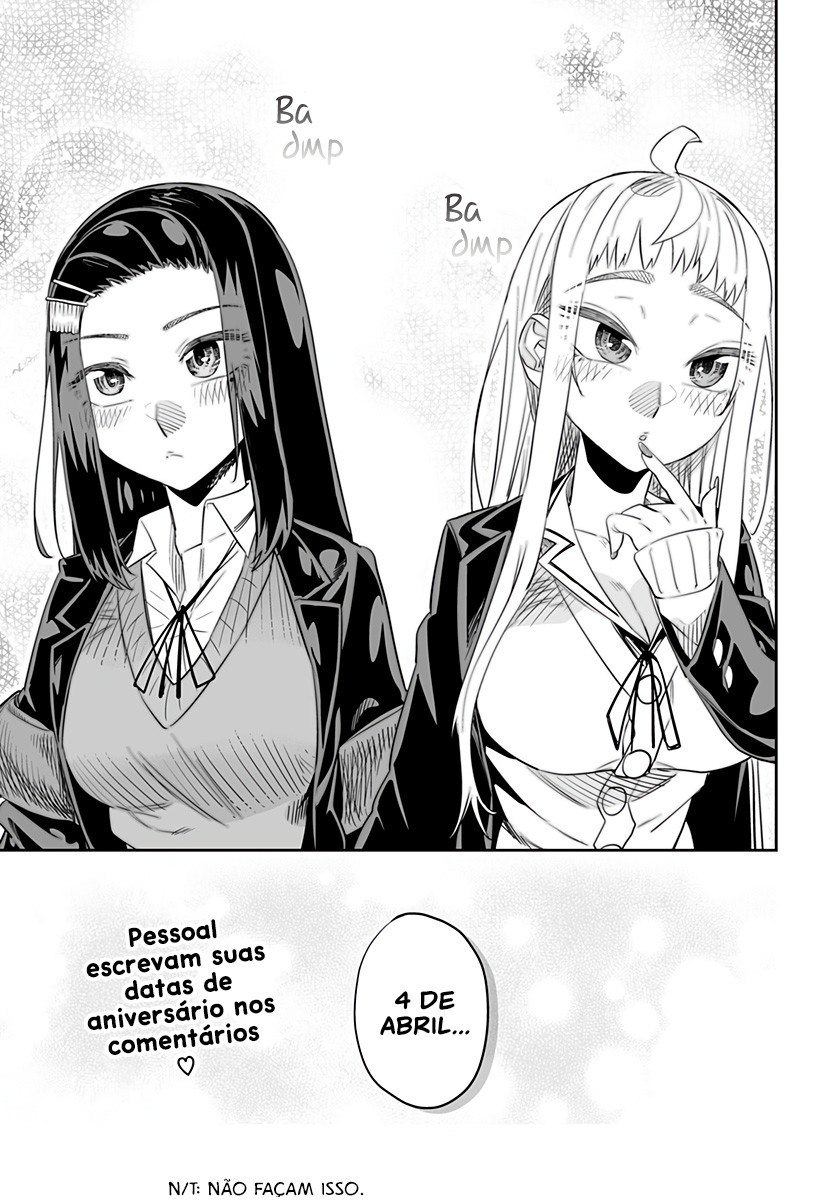 Ba
dmp
Ba
dmp
Pessoal
escrevam suas
datas de
aniversário nos
comentários
♡
4 DE
ABRIL...
N/T: NÃO FAÇAM ISSO.